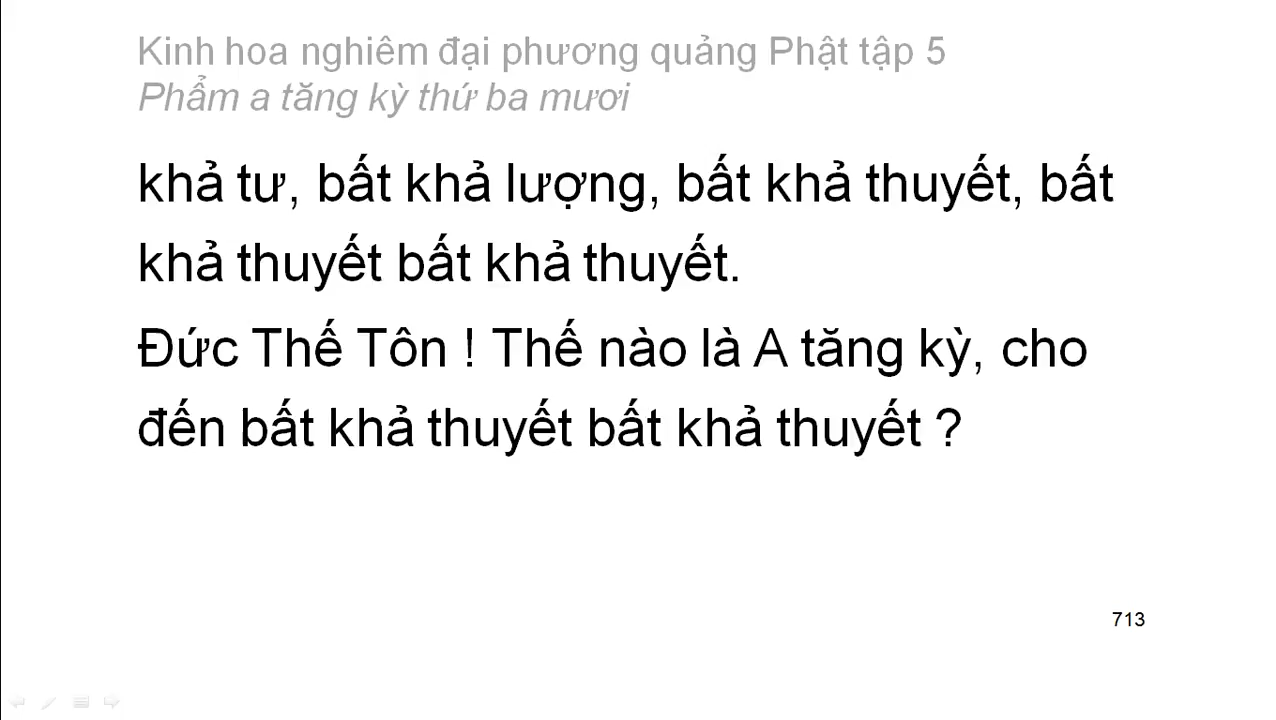 Kinh hoa nghiêm đại phương quảng Phật tập 5
Phẩm a tăng kỳ thứ ba mươi
khả tư, bất khả lượng, bất khả thuyết, bất
khả thuyết bất khả thuyết.
Đức Thế Tôn ! Thế nào là A tăng kỳ, cho
đến bất khả thuyết bất khả thuyết ?
713